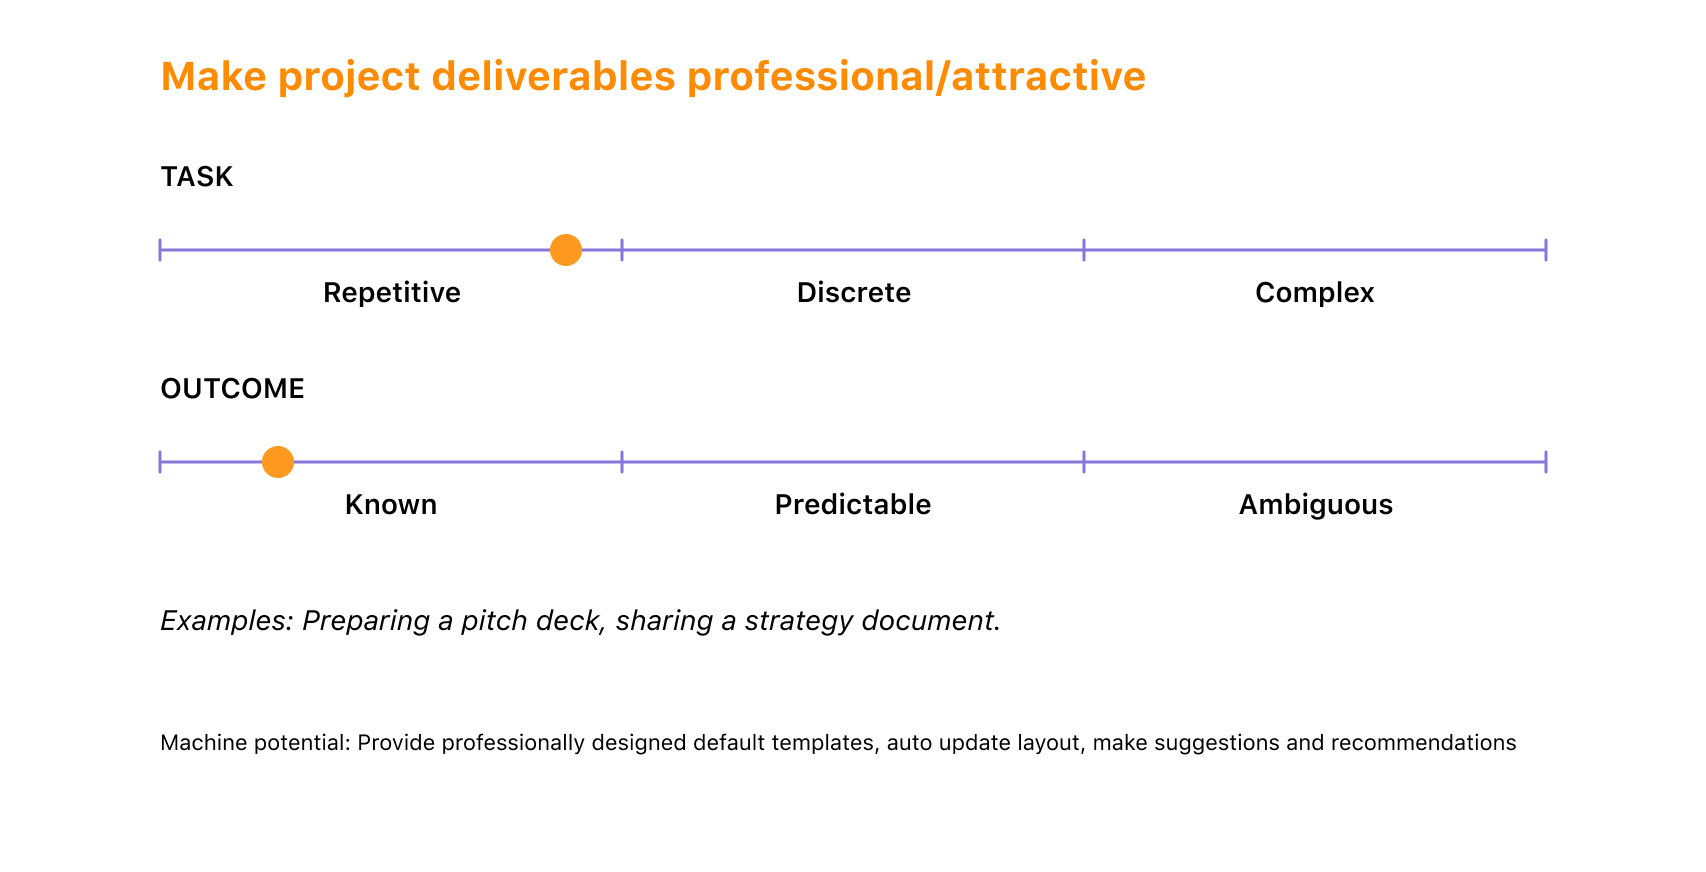 Make project deliverables professional/attractive
TASK
Repetitive Discrete Complex
OUTCOME
Known Predictable Ambiguous
Examples: Preparing a pitch deck, sharing a strategy document.
Machine potential: Provide professionally designed default templates, auto update layout, make suggestions and recommendations